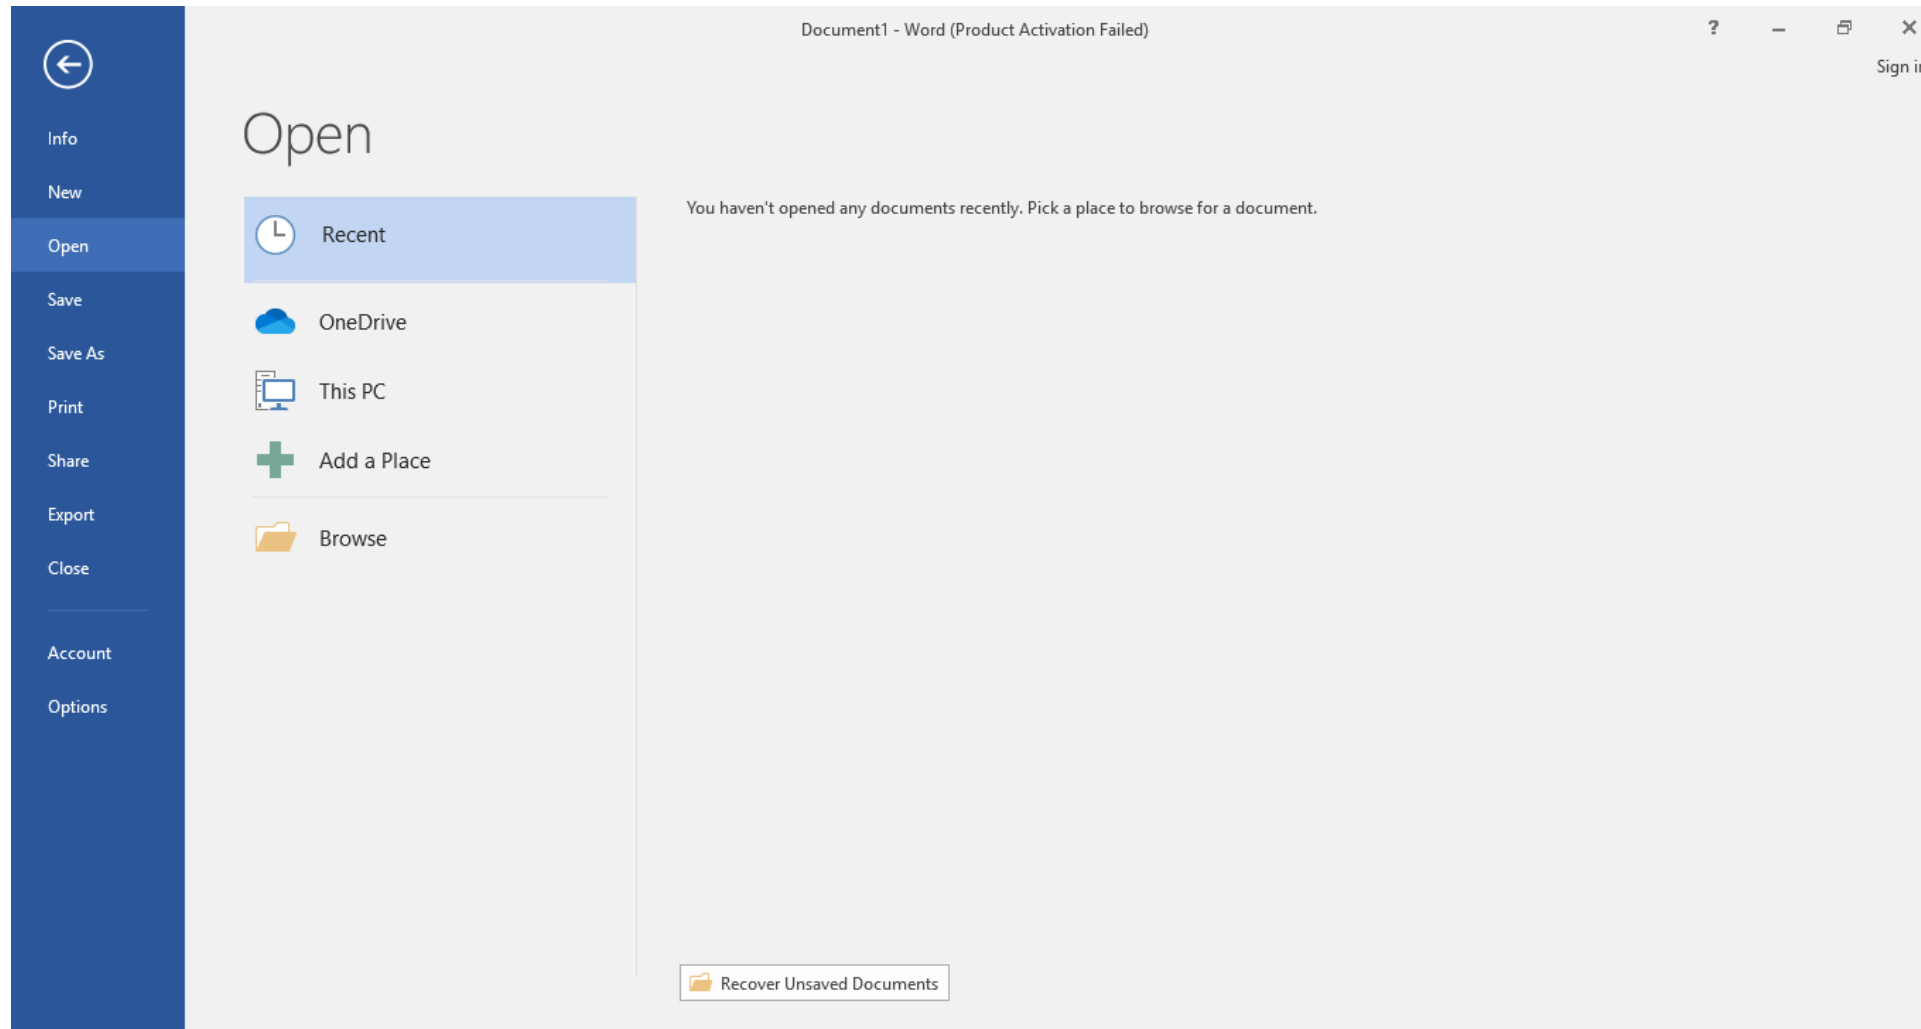 Document1 - Word (Product Activation Failed)
?
Sign in
Info
New
Open
Save
Save As
Print
Share
Export
Close
Account
Options
Open
Recent
OneDrive
This PC
Add a Place
Browse
You haven't opened any documents recently. Pick a place to browse for a document.
Recover Unsaved Documents